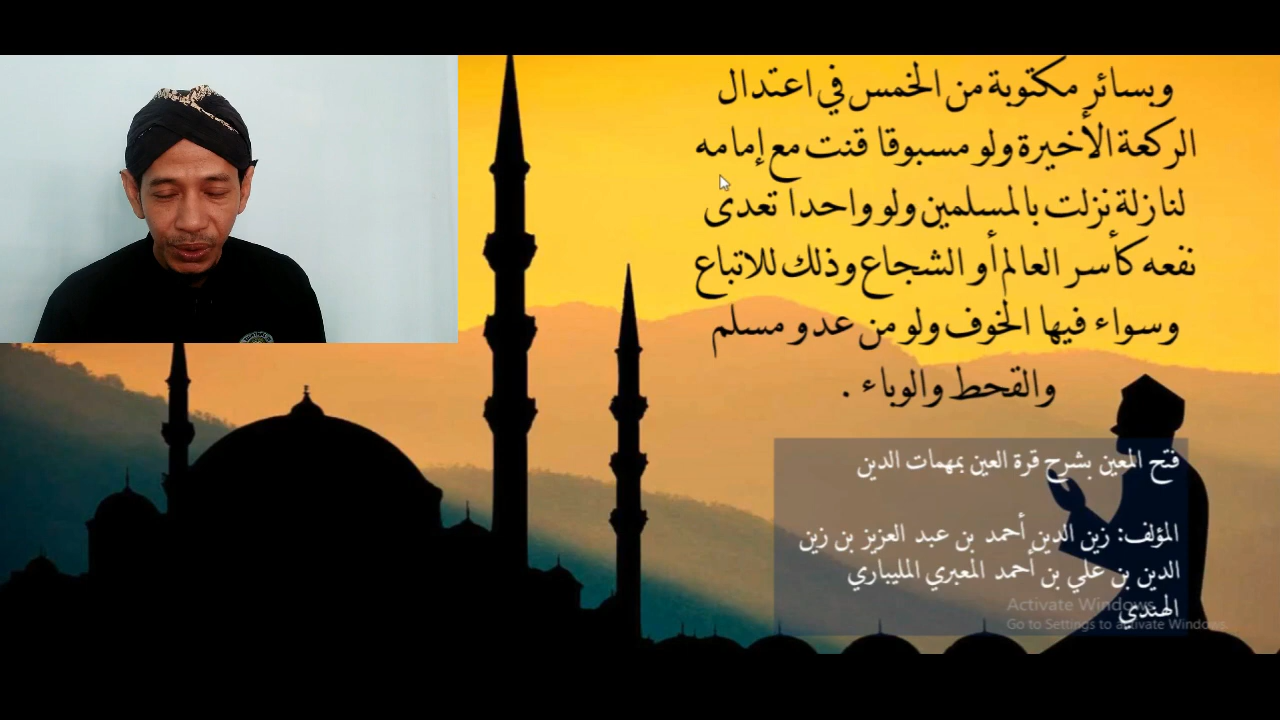 وبسائر مكتوبة من الخمس في اعتدال
الركعة الأخيرة ولو مسبوقا قنت مع إمامه
لنازلة نزلت بالمسلمين ولو واحدا تعدى
نفعه كأسر العالم أو الشجاع وذلك للاتباع
وسواء فيها الخوف ولو من عدو مسلم
والقحط والوباء .
فتح المعين بشرح قرة العين بمهمات الدين
المؤلف: زين الدين أحمد بن عبد العزيز بن زين
الدين بن علي بن أحمد المعبري المليباري
الهندي
Activate Windows
Go to Settings to activate Windows.